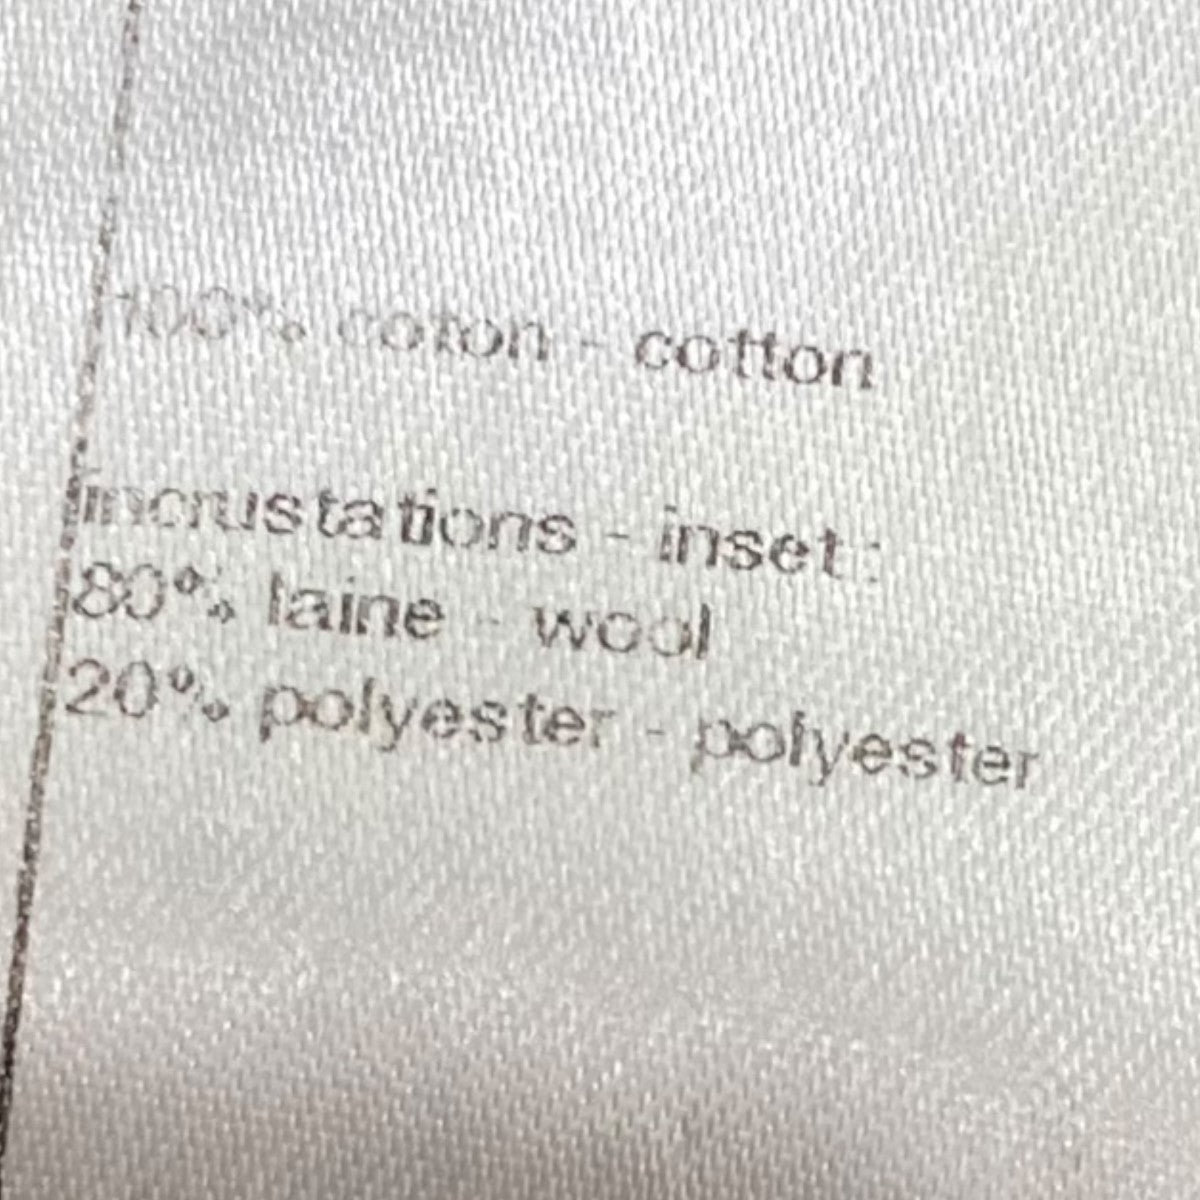 100% coton - cotton
incrustations - inset :
80% laine - wool
20% polyester - polyester